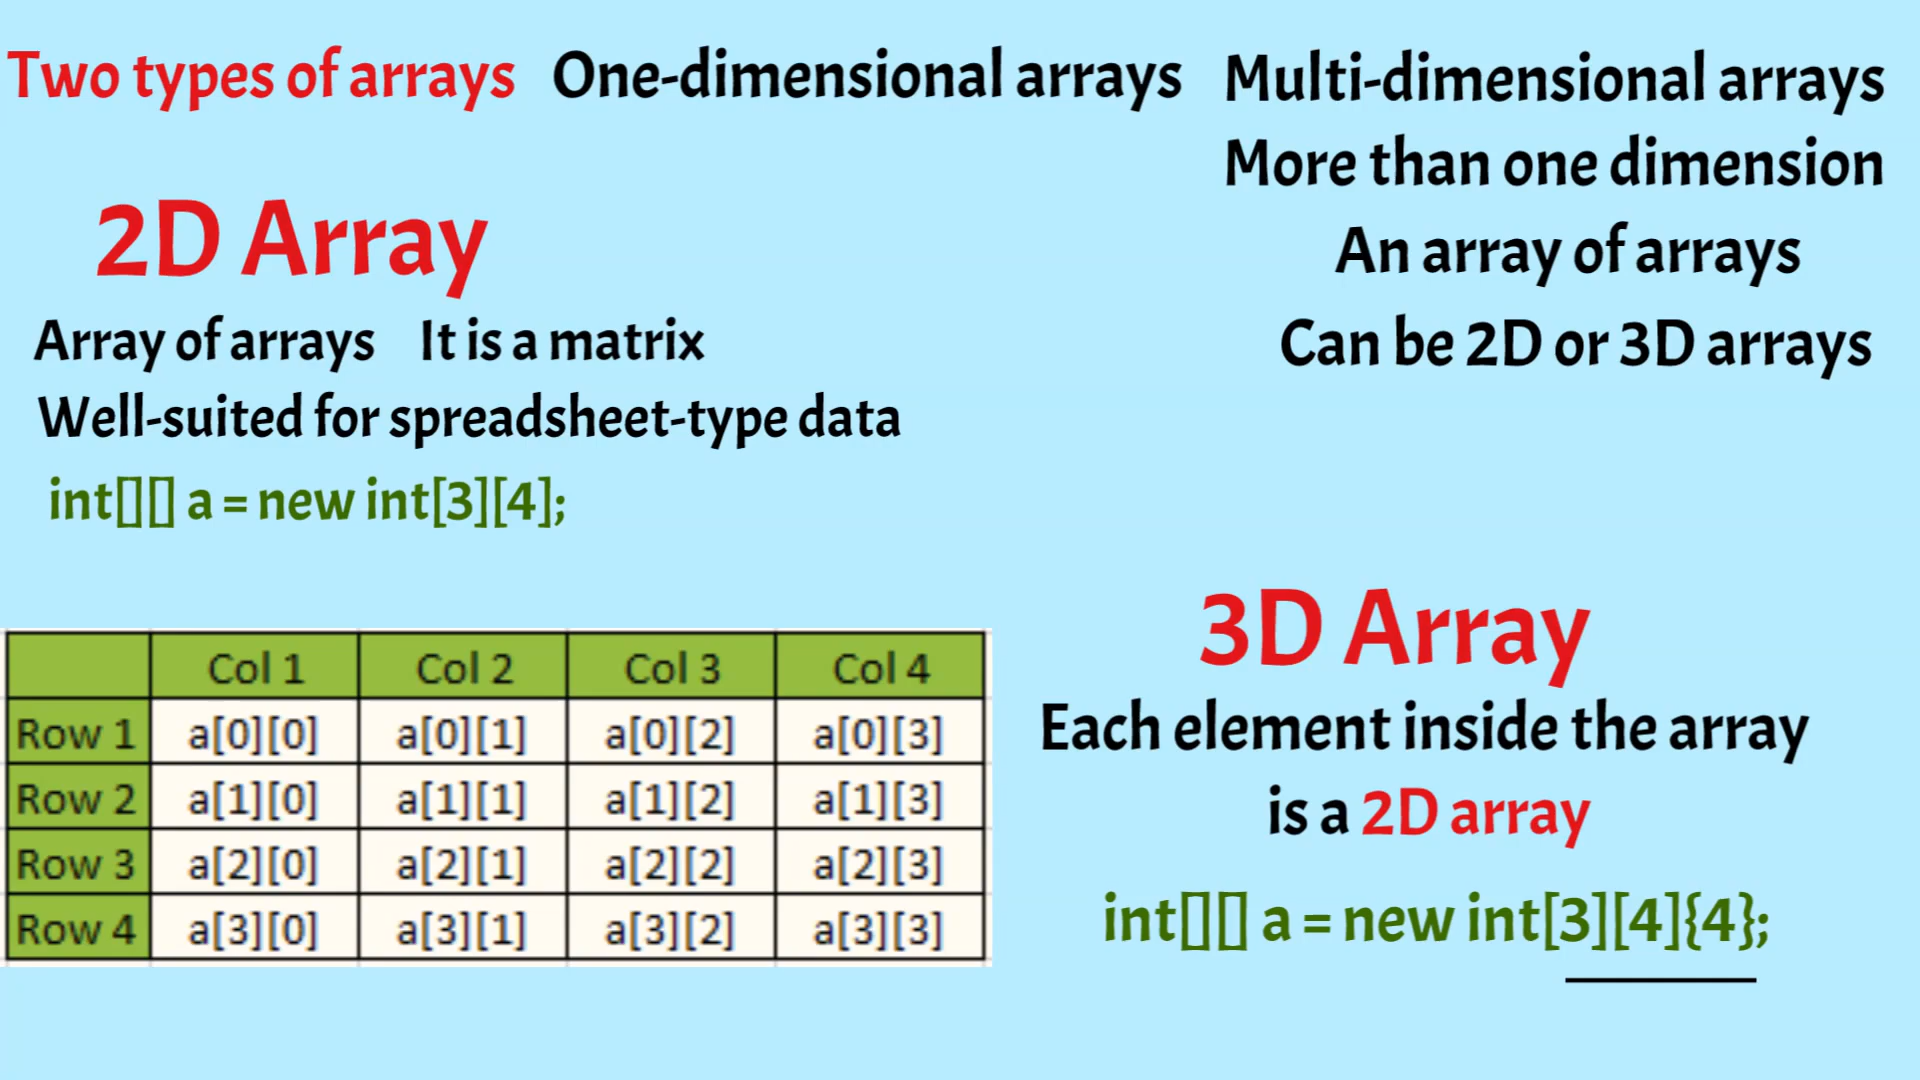 Two types of arrays One-dimensional arrays Multi-dimensional arrays
More than one dimension
An array of arrays
Can be 2D or 3D arrays
2D Array
Array of arrays It is a matrix
Well-suited for spreadsheet-type data
int[][] a = new int[3][4];
Col 1 Col 2 Col 3 Col 4
Row 1 a[0][0] a[0][1] a[0][2] a[0][3]
Row 2 a[1][0] a[1][1] a[1][2] a[1][3]
Row 3 a[2][0] a[2][1] a[2][2] a[2][3]
Row 4 a[3][0] a[3][1] a[3][2] a[3][3]
3D Array
Each element inside the array
is a 2D array
int[][] a = new int[3][4]{4};